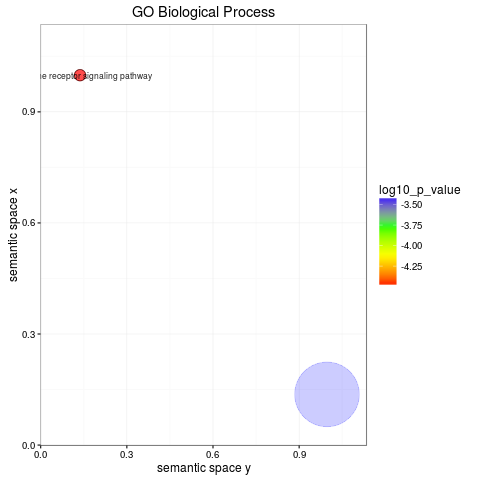 GO Biological Process
e receptor signaling pathway
0.9
0.6
0.3
0.0
semantic space x
0.0 0.3 0.6 0.9
semantic space y
log10_p_value
-3.50
-3.75
-4.00
-4.25